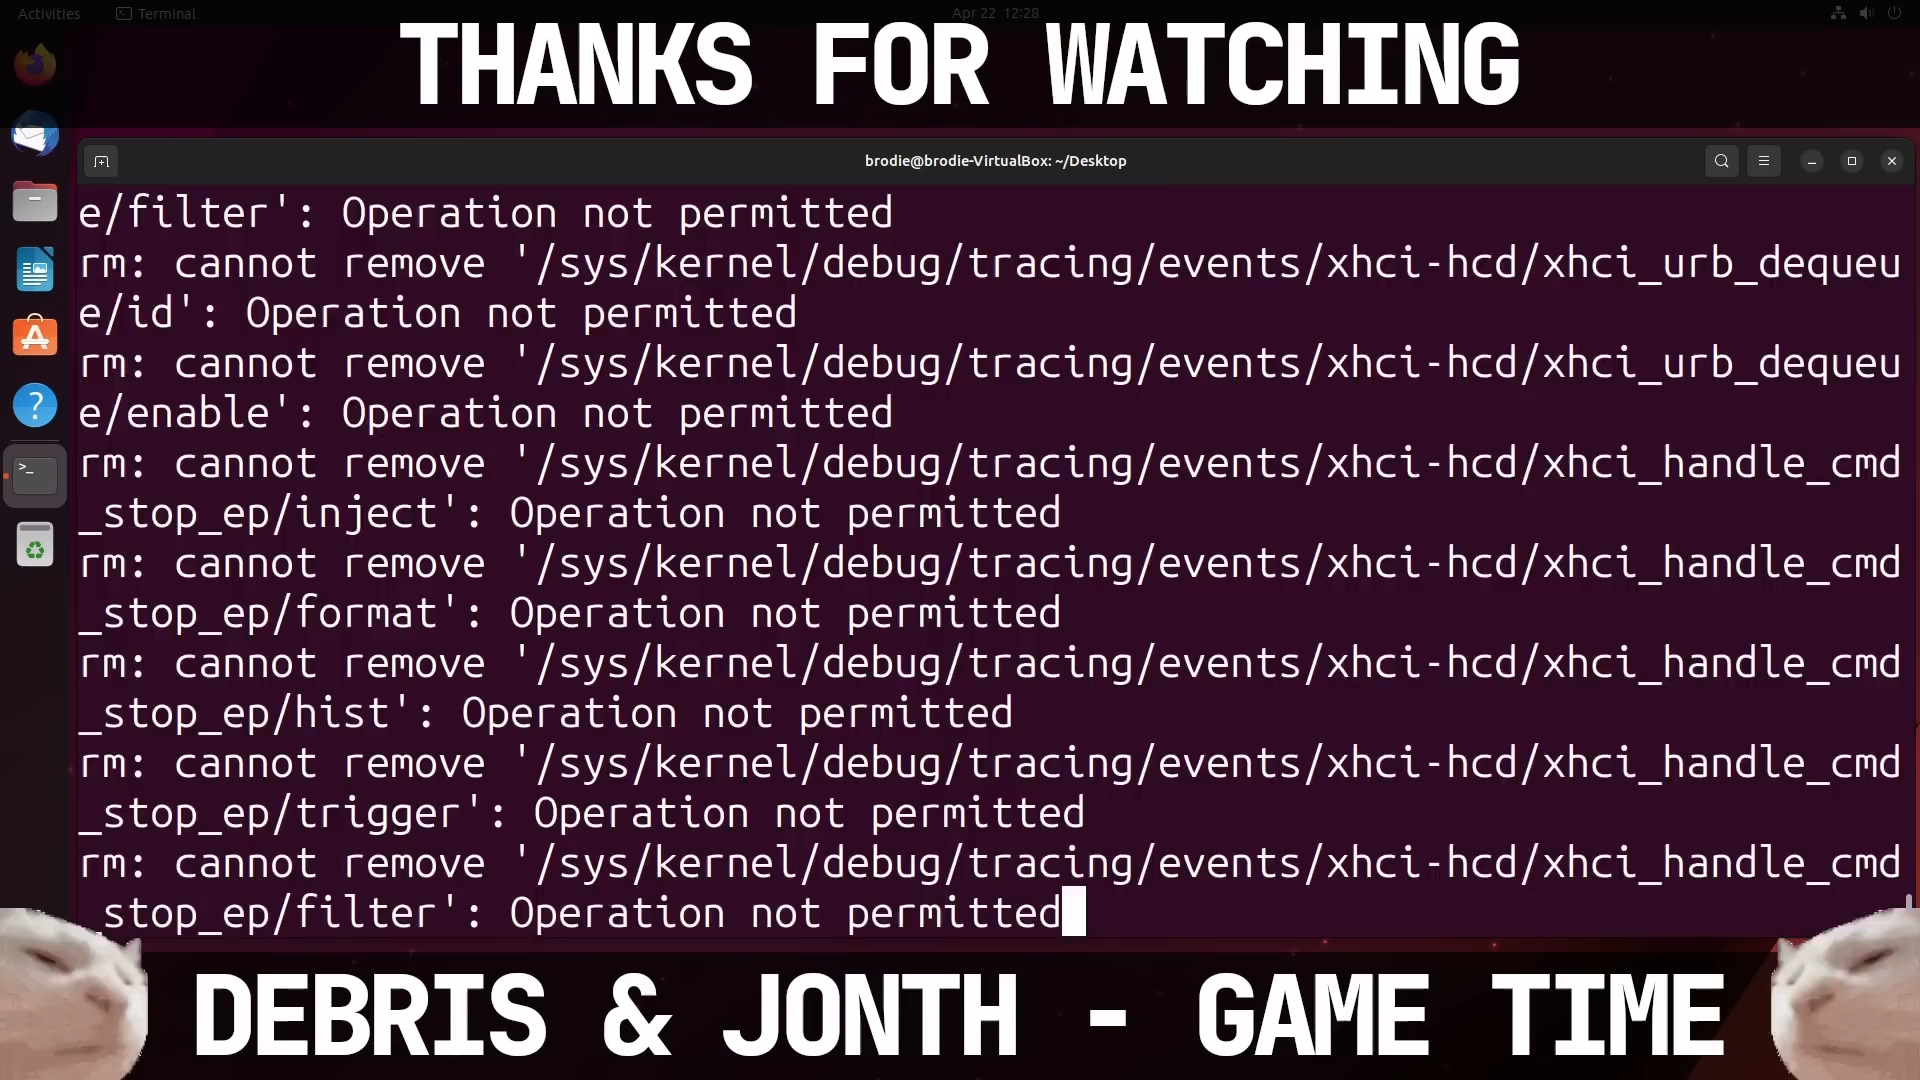 Activities
Terminal
Apr 22 12:28
THANKS FOR WATCHING
brodie@brodie-VirtualBox: ~/Desktop
e/filter': Operation not permitted
rm: cannot remove '/sys/kernel/debug/tracing/events/xhci-hcd/xhci_urb_dequeu
e/id': Operation not permitted
rm: cannot remove '/sys/kernel/debug/tracing/events/xhci-hcd/xhci_urb_dequeu
e/enable': Operation not permitted
rm: cannot remove '/sys/kernel/debug/tracing/events/xhci-hcd/xhci_handle_cmd
_stop_ep/inject': Operation not permitted
rm: cannot remove '/sys/kernel/debug/tracing/events/xhci-hcd/xhci_handle_cmd
_stop_ep/format': Operation not permitted
rm: cannot remove '/sys/kernel/debug/tracing/events/xhci-hcd/xhci_handle_cmd
_stop_ep/hist': Operation not permitted
rm: cannot remove '/sys/kernel/debug/tracing/events/xhci-hcd/xhci_handle_cmd
_stop_ep/trigger': Operation not permitted
rm: cannot remove '/sys/kernel/debug/tracing/events/xhci-hcd/xhci_handle_cmd
_stop_ep/filter': Operation not permitted
DEBRIS & JONTH - GAME TIME